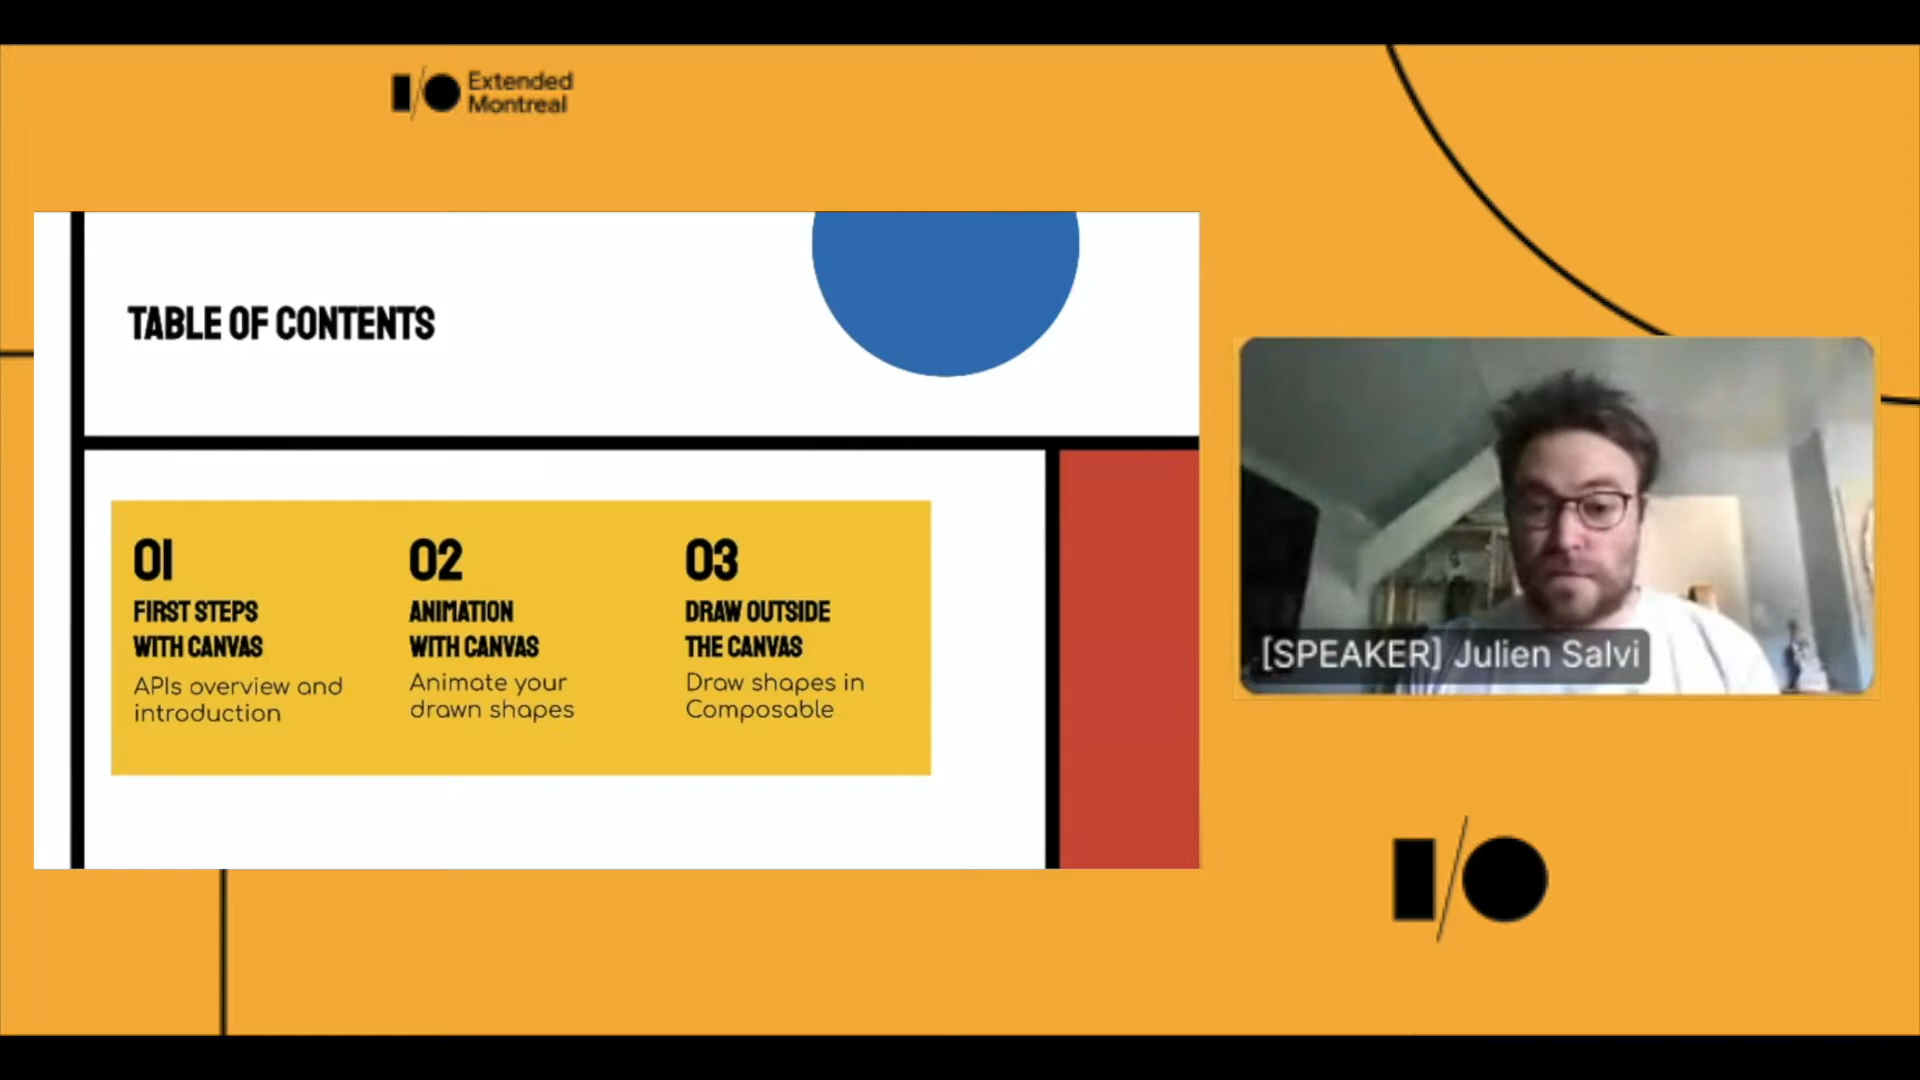 Extended
Montreal
TABLE OF CONTENTS
01
FIRST STEPS
WITH CANVAS
APIs overview and
introduction
02
ANIMATION
WITH CANVAS
Animate your
drawn shapes
03
DRAW OUTSIDE
THE CANVAS
Draw shapes in
Composable
[SPEAKER] Julien Salvi